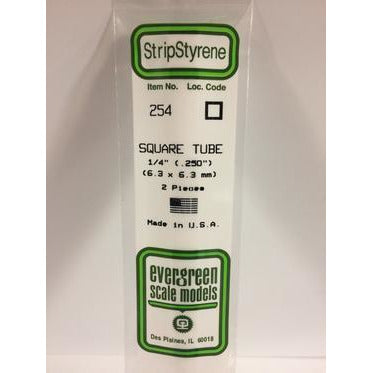 StripStyrene
Item No. Loc. Code
254
SQUARE TUBE
1/4" (.250")
(6.3 x 6.3 mm)
2 Pieces
Made in U.S.A.
evergreen
scale models
Des Plaines, IL 60018